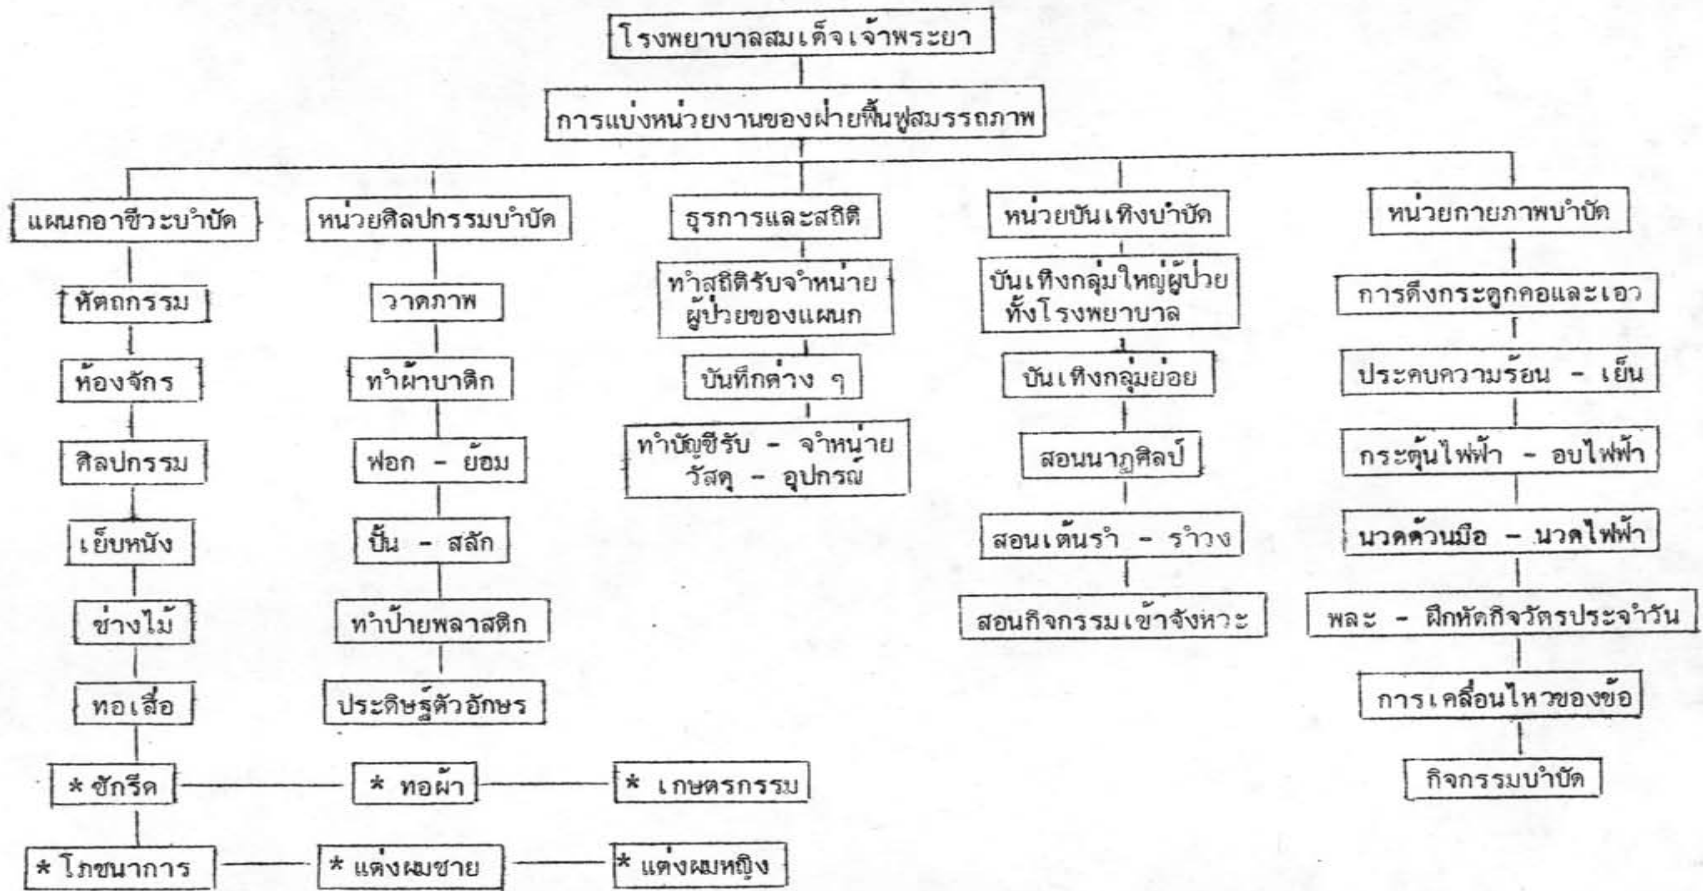 โรงพยาบาลสมเด็จเจ้าพระยา
การแบ่งหน่วยงานของฝ่ายฟื้นฟูสมรรถภาพ
แผนกอาชีวะบำบัด
หัตถกรรม
ห้องจักร
ศิลปกรรม
เย็บหนัง
ช่างไม้
ทอเสื่อ
* ซักรีด
* ทอผ้า
* เกษตรกรรม
* โภชนาการ
* แต่งผมชาย
* แต่งผมหญิง
หน่วยศิลปกรรมบำบัด
วาดภาพ
ทำผ้าบาติก
ฟอก - ย้อม
ปั้น - สลัก
ทำป้ายพลาสติก
ประดิษฐ์ตัวอักษร
ธุรการและสถิติ
ทำสถิติรับจำหน่าย
ผู้ป่วยของแผนก
บันทึกต่าง ๆ
ทำบัญชีรับ - จำหน่าย
วัสดุ - อุปกรณ์
หน่วยบันเทิงบำบัด
บันเทิงกลุ่มใหญ่ผู้ป่วย
ทั้งโรงพยาบาล
บันเทิงกลุ่มย่อย
สอนนาฏศิลป์
สอนเต้นรำ - รำวง
สอนกิจกรรมเข้าจังหวะ
หน่วยกายภาพบำบัด
การดึงกระดูกคอและเอว
ประคบความร้อน - เย็น
กระตุ้นไฟฟ้า - อบไฟฟ้า
นวดด้วนมือ - นวดไฟฟ้า
พละ - ฝึกหัดกิจวัตรประจำวัน
การเคลื่อนไหวของข้อ
กิจกรรมบำบัด